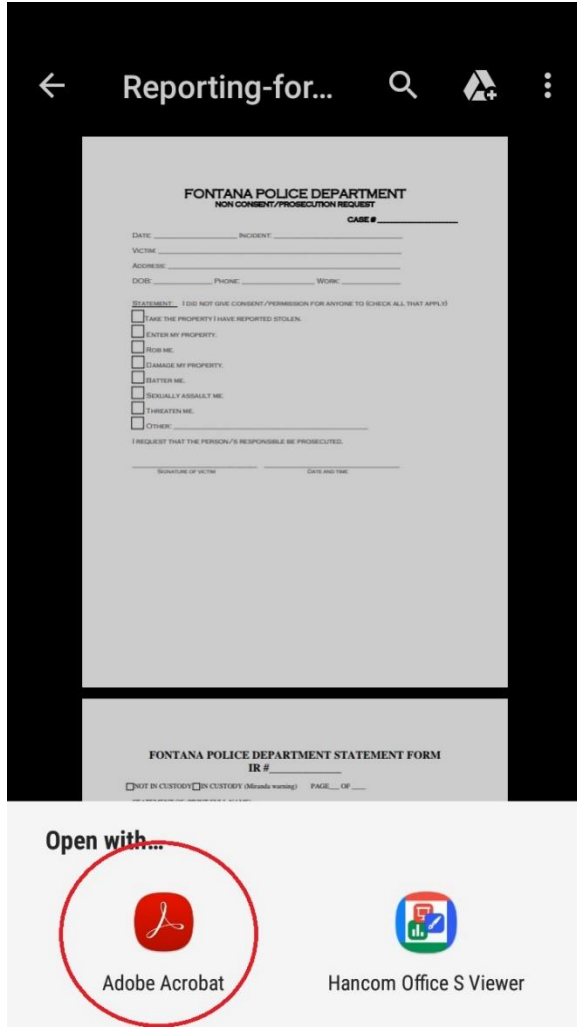 Reporting-for...
FONTANA POLICE DEPARTMENT
NON CONSENT/PROSECUTION REQUEST
CASE #
DATE: INCIDENT:
VICTIM:
ADDRESS:
DOB: PHONE: WORK:
STATEMENT: I DID NOT GIVE CONSENT/PERMISSION FOR ANYONE TO (CHECK ALL THAT APPLY)
TAKE THE PROPERTY I HAVE REPORTED STOLEN.
ENTER MY PROPERTY.
ROB ME.
DAMAGE MY PROPERTY.
BATTER ME.
SEXUALLY ASSAULT ME.
THREATEN ME.
OTHER:
I REQUEST THAT THE PERSON/S RESPONSIBLE BE PROSECUTED.
SIGNATURE OF VICTIM DATE AND TIME
FONTANA POLICE DEPARTMENT STATEMENT FORM
IR #
NOT IN CUSTODY IN CUSTODY (Miranda warning) PAGE OF
Open with...
Adobe Acrobat Hancom Office S Viewer